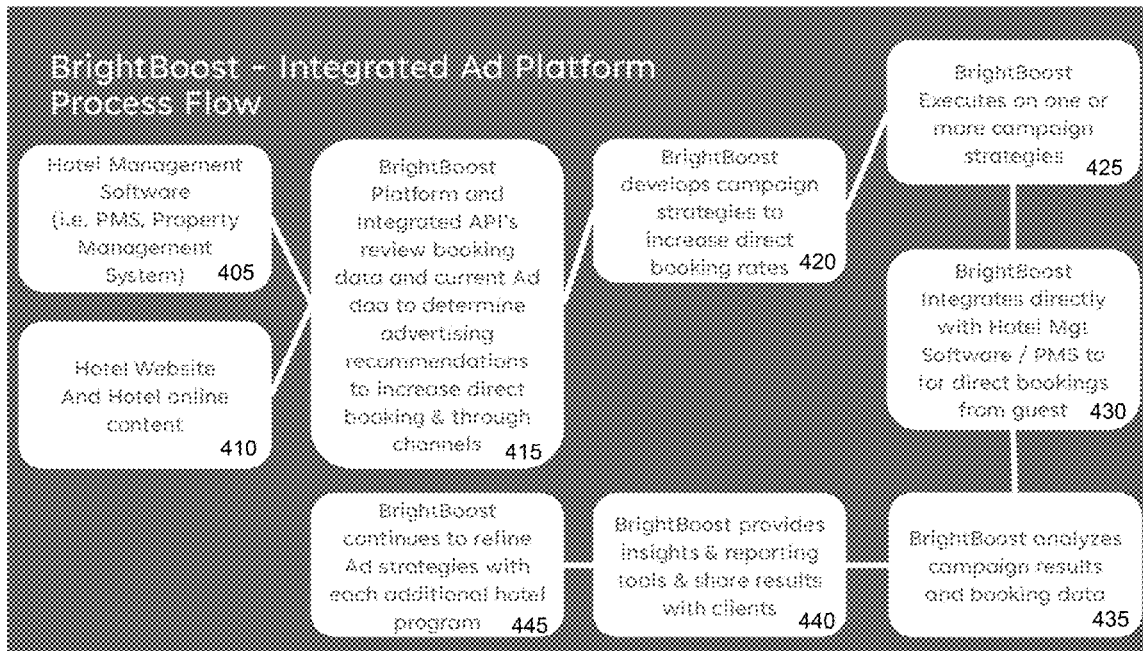 BrightBoost - Integrated Ad Platform
Process Flow
Hotel Management
Software
(i.e. PMS, Property
Management
System)
405
Hotel Website
And Hotel online
content
410
BrightBoost
Platform and
integrated API's
review booking
data and current Ad
daa to determine
advertising
recommendations
to increase direct
booking & through
channels
415
BrightBoost
develops campaign
strategies to
increase direct
booking rates
420
BrightBoost
Executes on one or
more campaign
strategies
425
BrightBoost
Integrates directly
with Hotel Mgt
Software / PMS to
for direct bookings
from guest
430
BrightBoost analyzes
campaign results
and booking data
435
BrightBoost provides
insights & reporting
tools & share results
with clients
440
BrightBoost
continues to refine
Ad strategies with
each additional hotel
program
445